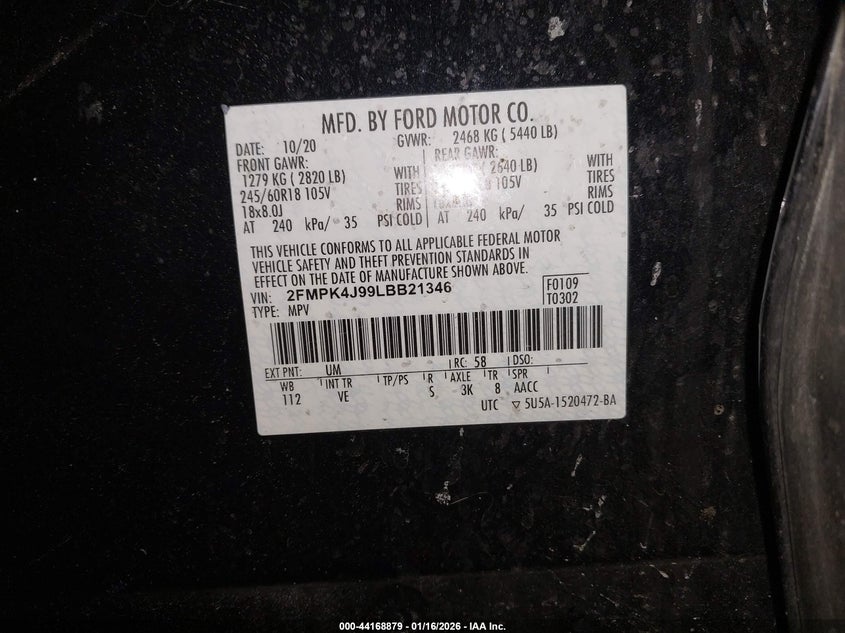 MFD. BY FORD MOTOR CO.
DATE: 10/20 GVWR: 2468 KG ( 5440 LB)
FRONT GAWR: REAR GAWR:
1279 KG ( 2820 LB) WITH 2640 LB) WITH
245/60R18 105V TIRES 105V TIRES
18x8.0J RIMS RIMS
AT 240 kPa/ 35 PSI COLD AT 240 kPa/ 35 PSI COLD
THIS VEHICLE CONFORMS TO ALL APPLICABLE FEDERAL MOTOR
VEHICLE SAFETY AND THEFT PREVENTION STANDARDS IN
EFFECT ON THE DATE OF MANUFACTURE SHOWN ABOVE.
VIN: 2FMPK4J99LBB21346 F0109
TYPE: MPV T0302
EXT PNT: UM RC: 58 DSO:
WB INT TR TP/PS R AXLE TR SPR
112 VE S 3K 8 AACC
UTC ▽ 5U5A-1520472-BA
000-44168879 - 01/16/2026 - IAA Inc.